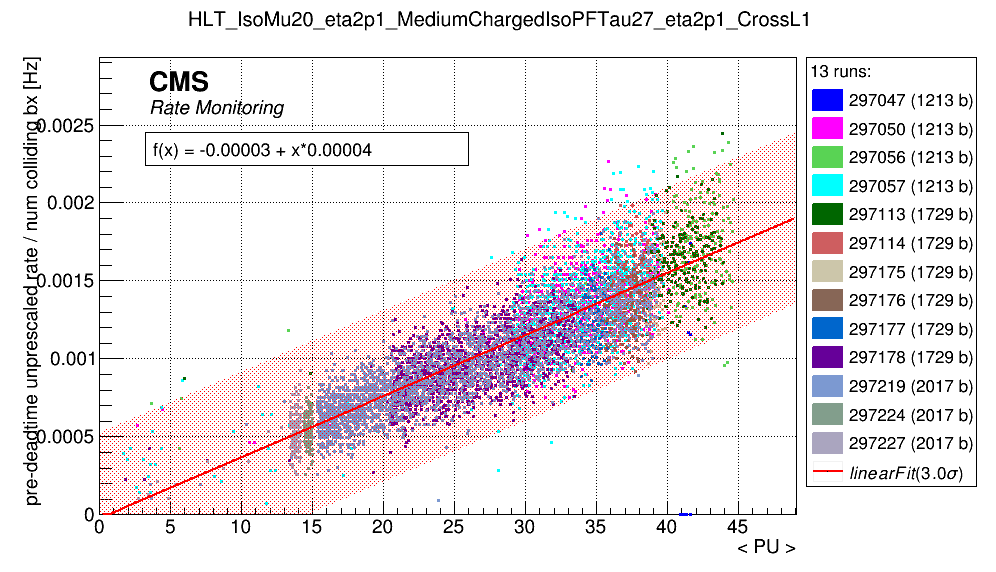 HLT_IsoMu20_eta2p1_MediumChargedIsoPFTau27_eta2p1_CrossL1
pre-deadtime unprescaled rate / num colliding bx [Hz]
CMS
Rate Monitoring
f(x) = -0.00003 + x*0.00004
0.0025
0.002
0.0015
0.001
0.0005
0
0 5 10 15 20 25 30 35 40 45
< PU >
13 runs:
297047 (1213 b)
297050 (1213 b)
297056 (1213 b)
297057 (1213 b)
297113 (1729 b)
297114 (1729 b)
297175 (1729 b)
297176 (1729 b)
297177 (1729 b)
297178 (1729 b)
297219 (2017 b)
297224 (2017 b)
297227 (2017 b)
linearFit(3.0σ)